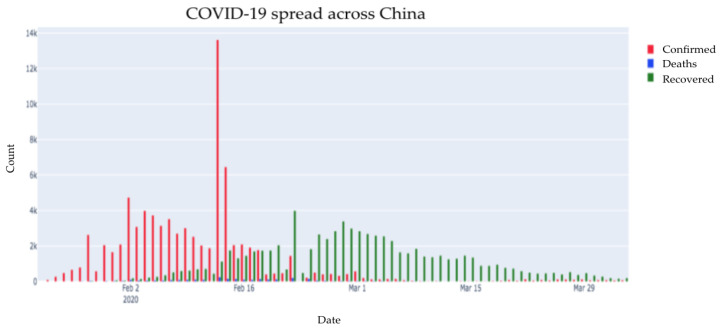 COVID-19 spread across China
14k
12k
10k
8k
6k
4k
2k
0
Count
Feb 2
2020
Feb 16
Mar 1
Mar 15
Mar 29
Date
Confirmed
Deaths
Recovered